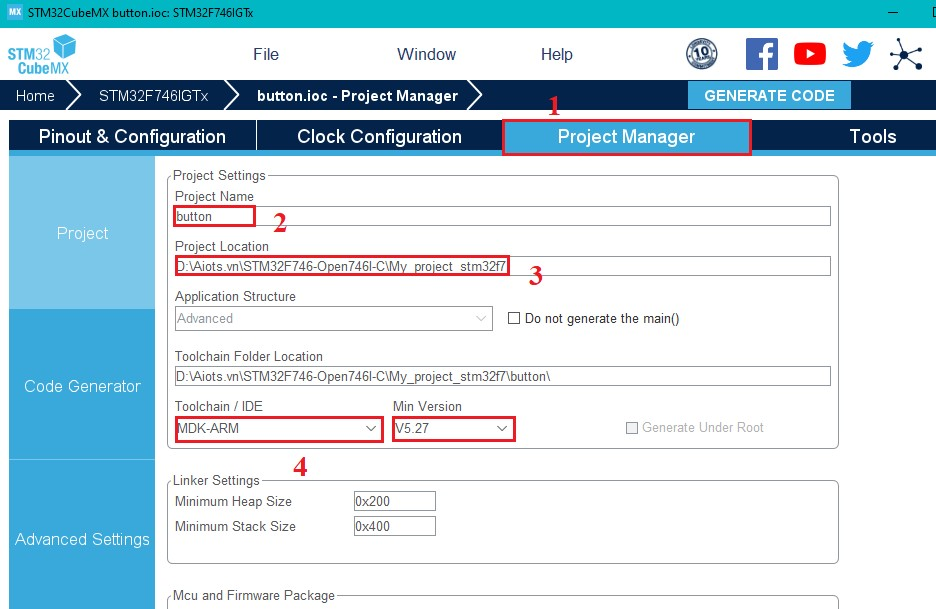 MX STM32CubeMX button.ioc: STM32F746IGTx
STM32
CubeMX
File Window Help
10
Home STM32F746IGTx button.ioc - Project Manager GENERATE CODE
1
Pinout & Configuration Clock Configuration Project Manager Tools
Project
Code Generator
Advanced Settings
Project Settings
Project Name
button
2
Project Location
D:\Aiots.vn\STM32F746-Open746I-C\My_project_stm32f7
3
Application Structure
Advanced Do not generate the main()
Toolchain Folder Location
D:\Aiots.vn\STM32F746-Open746I-C\My_project_stm32f7\button\
Toolchain / IDE Min Version
MDK-ARM V5.27 Generate Under Root
4
Linker Settings
Minimum Heap Size 0x200
Minimum Stack Size 0x400
Mcu and Firmware Package